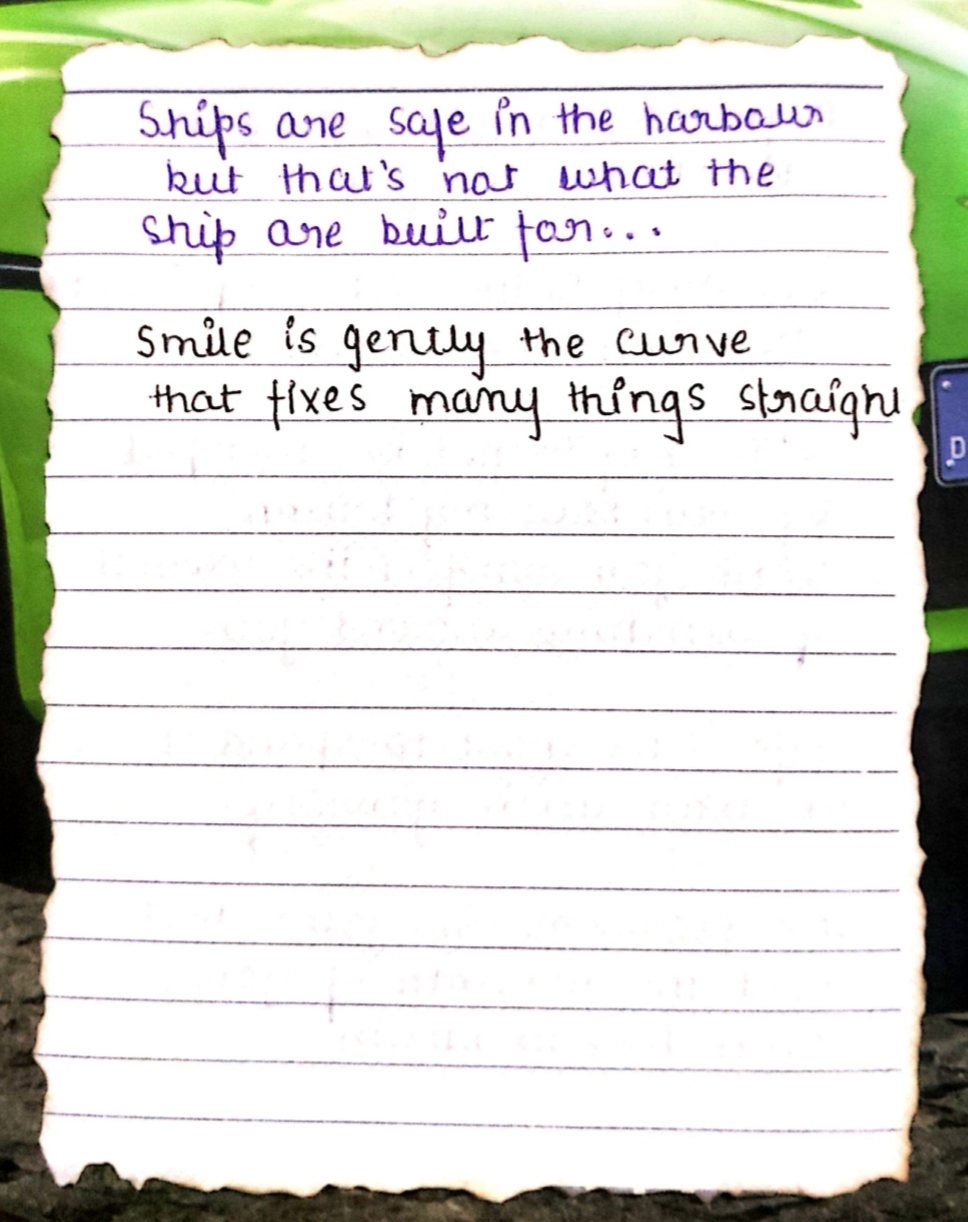 Ships are safe in the harbour
but that's not what the
ship are built for...
Smile is gently the curve
that fixes many things straight
D